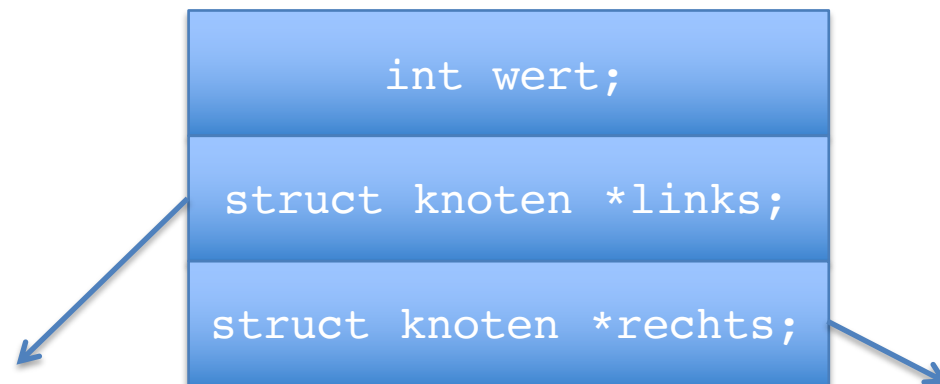 int wert;
struct knoten *links;
struct knoten *rechts;